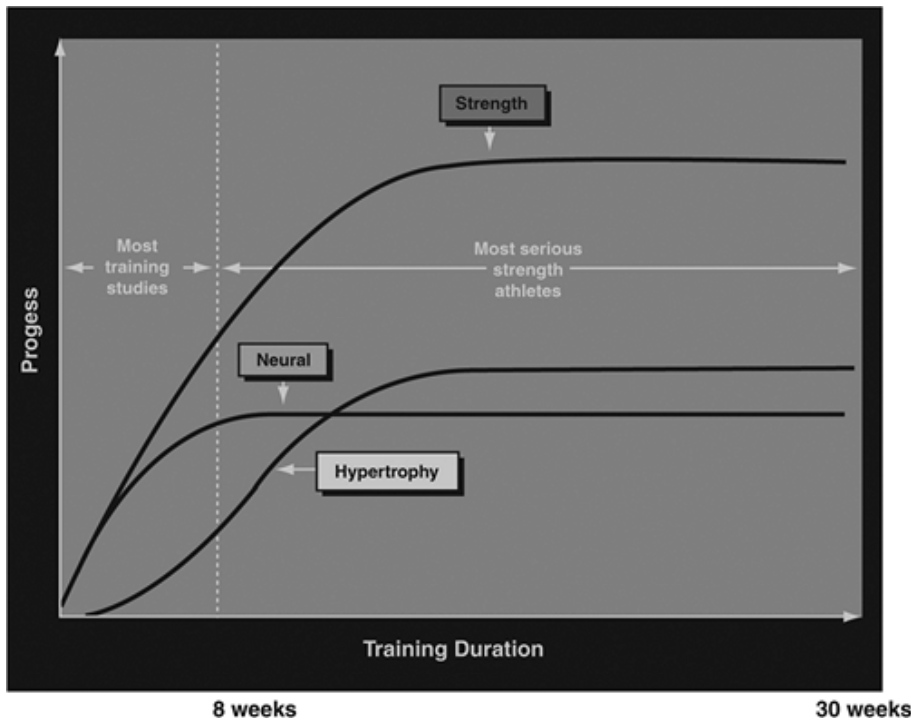 Strength
Most
training
studies
Most serious
strength
athletes
Progess
Neural
Hypertrophy
Training Duration
8 weeks
30 weeks